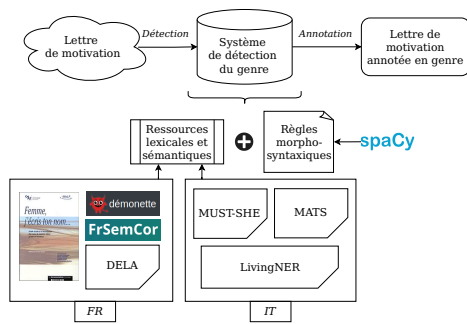 Lettre
de motivation
Détection
Système
de détection
du genre
Annotation
Lettre de
motivation
annotée en genre
Ressources
lexicales et
sémantiques
Règles
morpho-
syntaxiques
spaCy
Femme,
j'écris ton nom...
démonette
FrSemCor
DELA
MUST-SHE
MATS
LivingNER
FR
IT